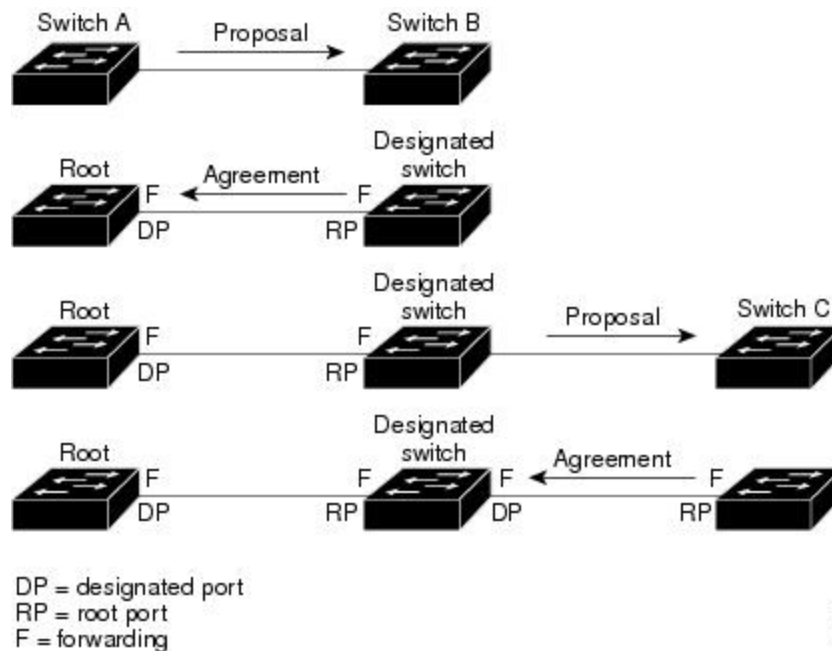 Switch A
Proposal
Switch B
Root
F
Agreement
F
Designated
switch
DP
RP
Root
F
F
Designated
switch
Proposal
Switch C
DP
RP
Root
F
F
Designated
switch
F
Agreement
F
DP
RP
DP
RP
DP = designated port
RP = root port
F = forwarding